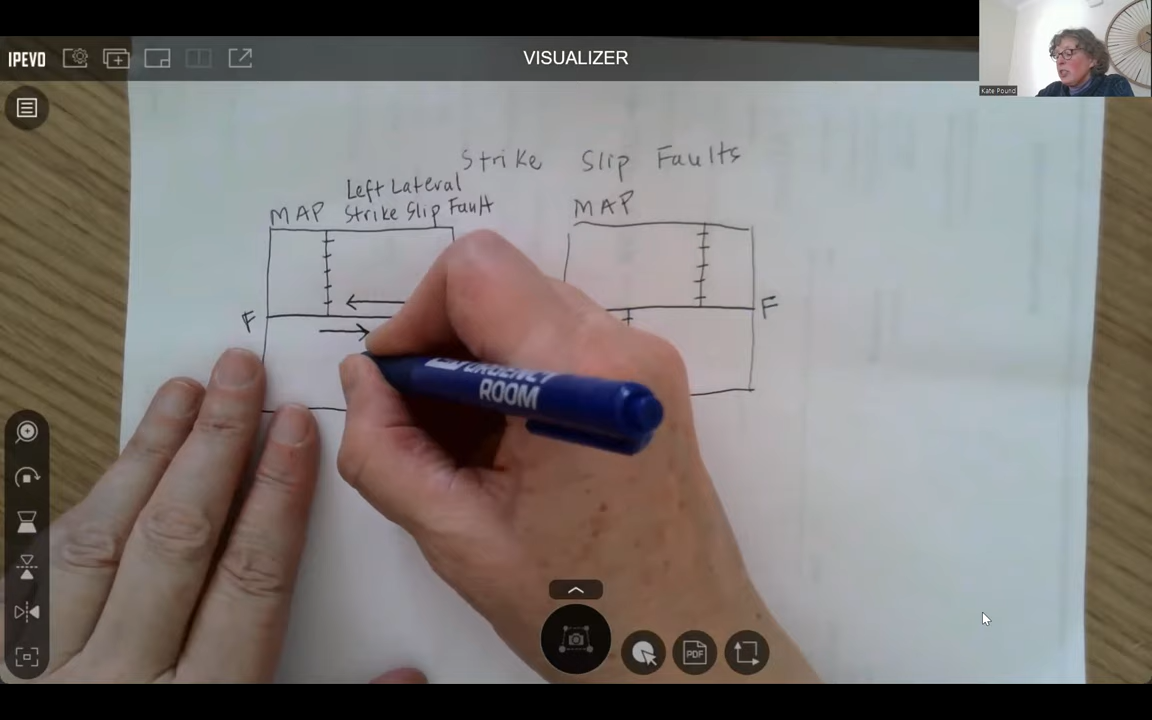 IPEVO
VISUALIZER
Kate Pound
Strike Slip Faults
Left Lateral
MAP Strike Slip Fault
MAP
F
F
ROOM
PDF